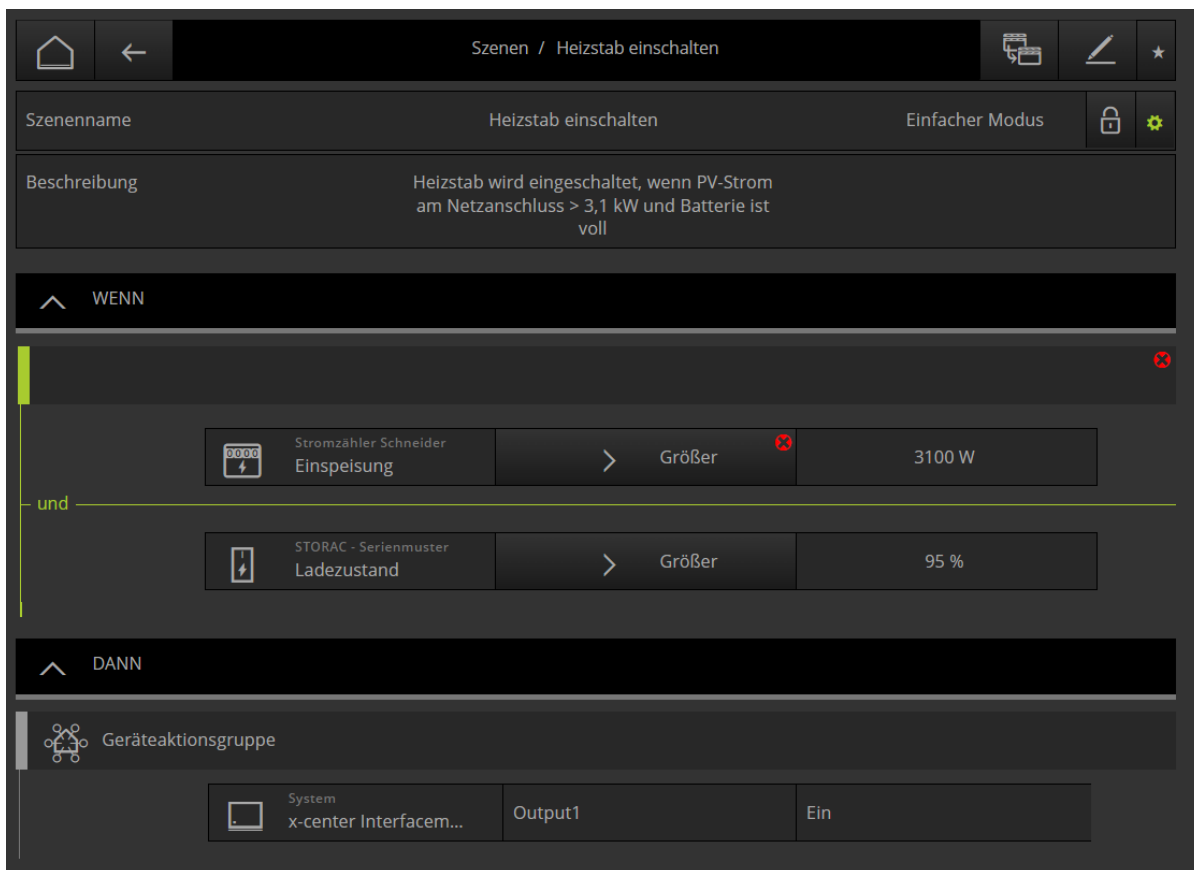 Szenen / Heizstab einschalten
Szenenname Heizstab einschalten Einfacher Modus
Beschreibung Heizstab wird eingeschaltet, wenn PV-Strom
am Netzanschluss > 3,1 kW und Batterie ist
voll
WENN
Stromzähler Schneider
Einspeisung > Größer 3100 W
und
STORAC - Serienmuster
Ladezustand > Größer 95 %
DANN
Geräteaktionsgruppe
System
x-center Interfacem... Output1 Ein